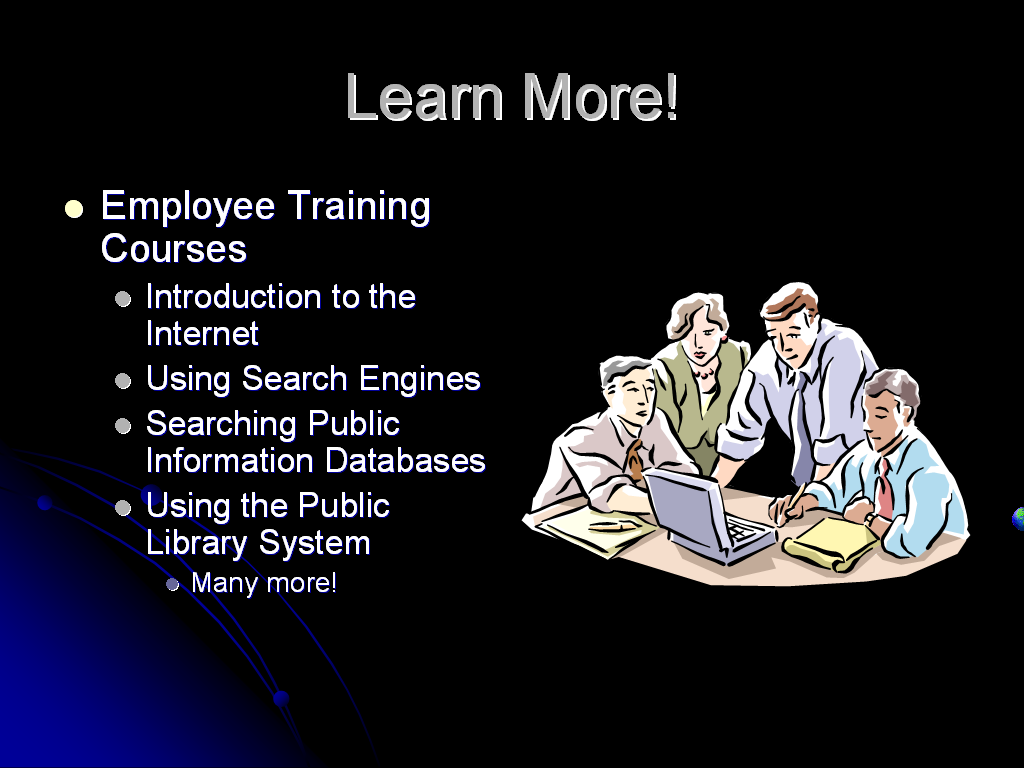 Learn More!
Employee Training
Courses
Introduction to the
Internet
Using Search Engines
Searching Public
Information Databases
Using the Public
Library System
Many more!